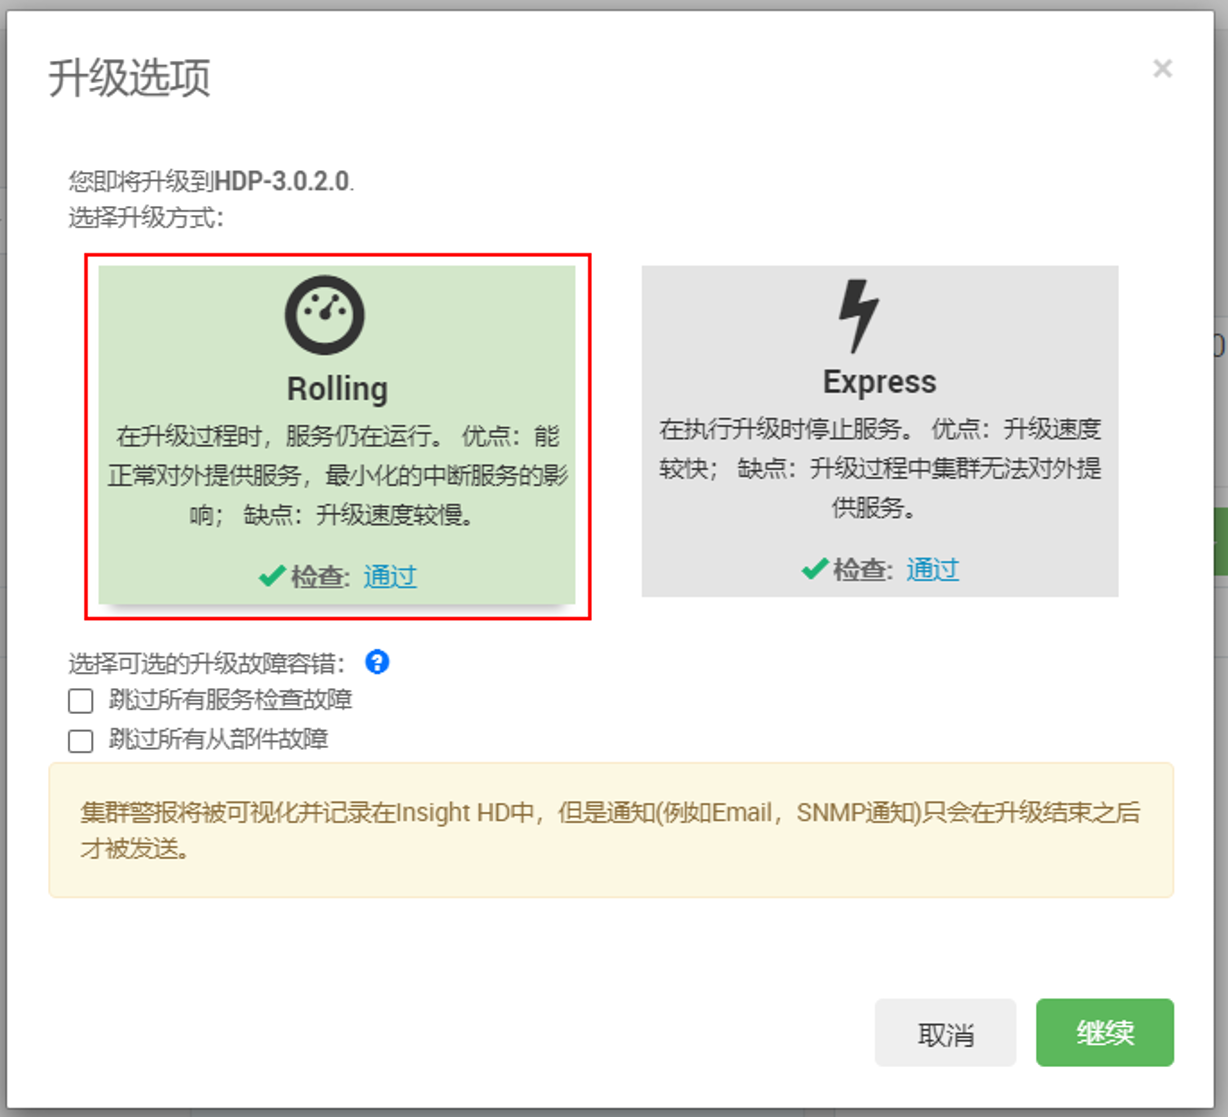 升级选项
×
您即将升级到HDP-3.0.2.0.
选择升级方式：
Rolling
在升级过程时，服务仍在运行。 优点：能
正常对外提供服务，最小化的中断服务的影
响； 缺点：升级速度较慢。
检查: 通过
Express
在执行升级时停止服务。 优点：升级速度
较快； 缺点：升级过程中集群无法对外提
供服务。
检查: 通过
选择可选的升级故障容错：
跳过所有服务检查故障
跳过所有从部件故障
集群警报将被可视化并记录在Insight HD中，但是通知(例如Email，SNMP通知)只会在升级结束之后
才被发送。
取消
继续